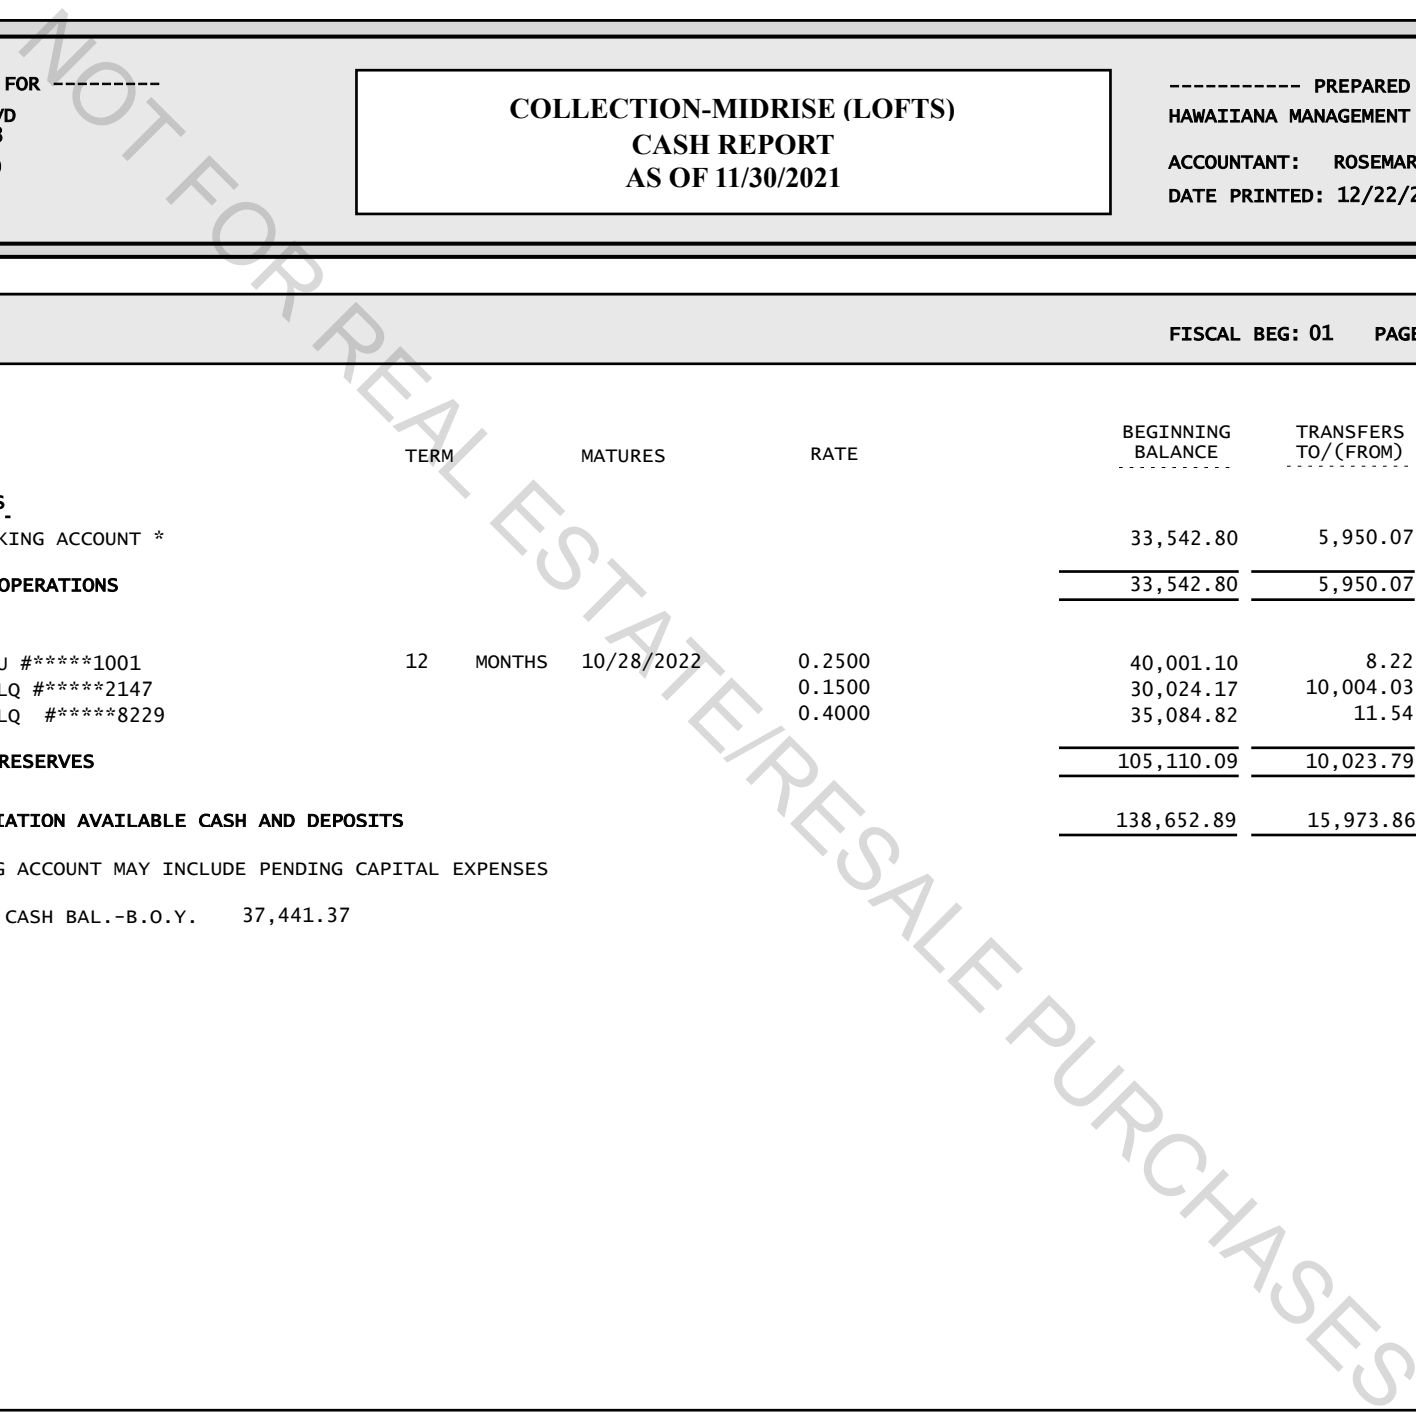 FOR ----------
COLLECTION-MIDRISE (LOFTS)
CASH REPORT
AS OF 11/30/2021
----------- PREPARED
HAWAIIANA MANAGEMENT
ACCOUNTANT: ROSEMAR
DATE PRINTED: 12/22/2
FISCAL BEG: 01 PAGE
TERM MATURES RATE BEGINNING BALANCE TRANSFERS TO/(FROM)
S
KING ACCOUNT * 33,542.80 5,950.07
OPERATIONS 33,542.80 5,950.07
U #*****1001 12 MONTHS 10/28/2022 0.2500 40,001.10 8.22
LQ #*****2147 0.1500 30,024.17 10,004.03
LQ #*****8229 0.4000 35,084.82 11.54
RESERVES 105,110.09 10,023.79
IATION AVAILABLE CASH AND DEPOSITS 138,652.89 15,973.86
G ACCOUNT MAY INCLUDE PENDING CAPITAL EXPENSES
CASH BAL.-B.O.Y. 37,441.37
NOT FOR REAL ESTATE/RESALE PURCHASES